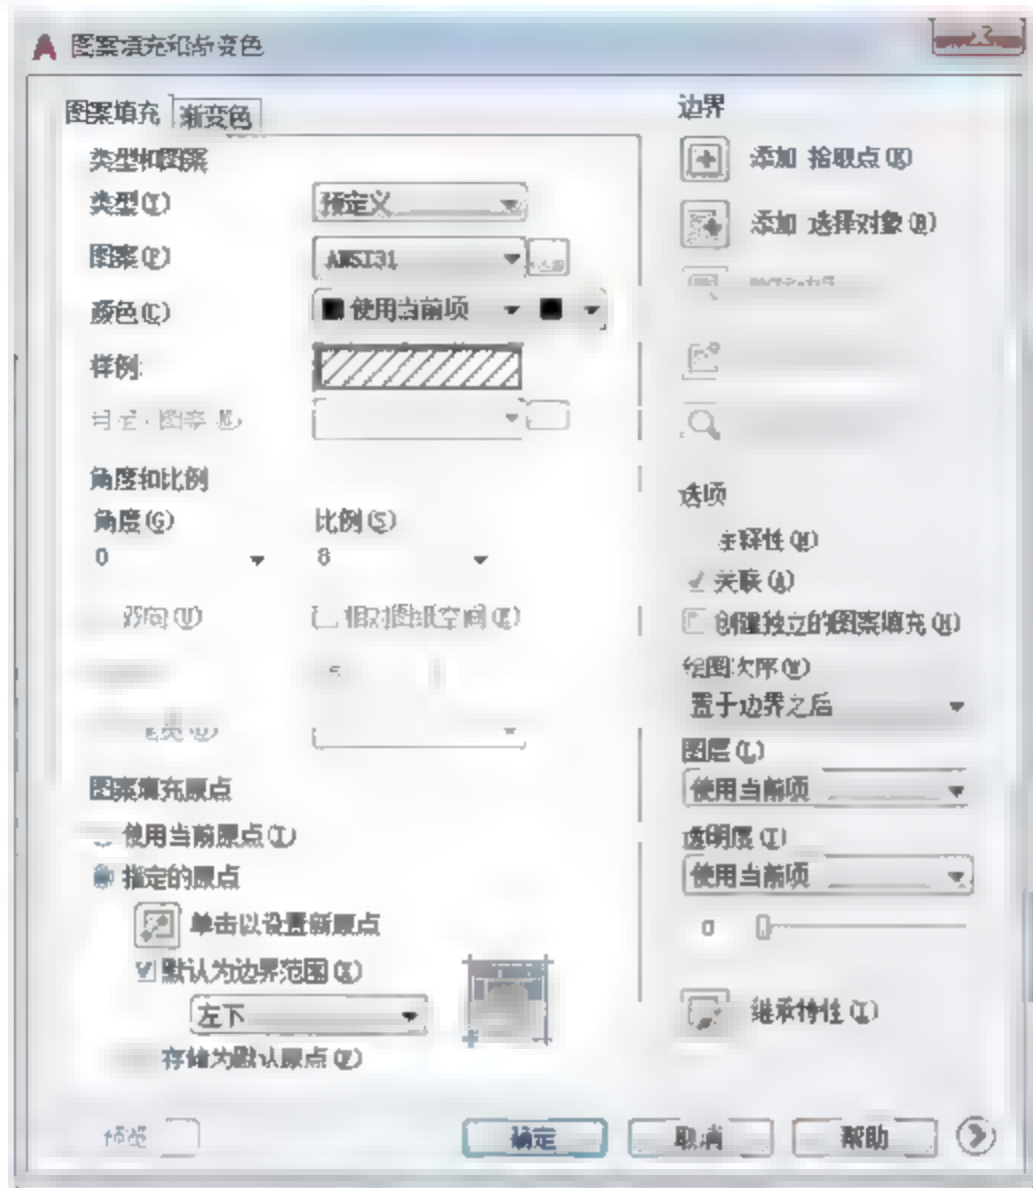 图案填充和渐变色
图案填充 渐变色
类型和图案
类型(Y)
预定义
图案(P)
ANSI31
颜色(C)
使用当前项
样例:
角度和比例
角度(G)
比例(S)
0
8
双向(U)
相对图纸空间(E)
图案填充原点
使用当前原点(T)
指定的原点
单击以设置新原点
默认为边界范围(X)
左下
存储为默认原点(F)
预览
边界
添加 拾取点(K)
添加 选择对象(B)
选项
注释性(N)
关联(A)
创建独立的图案填充(H)
绘图次序(W)
置于边界之后
图层(L)
使用当前项
透明度(T)
使用当前项
0
继承特性(I)
确定
取消
帮助